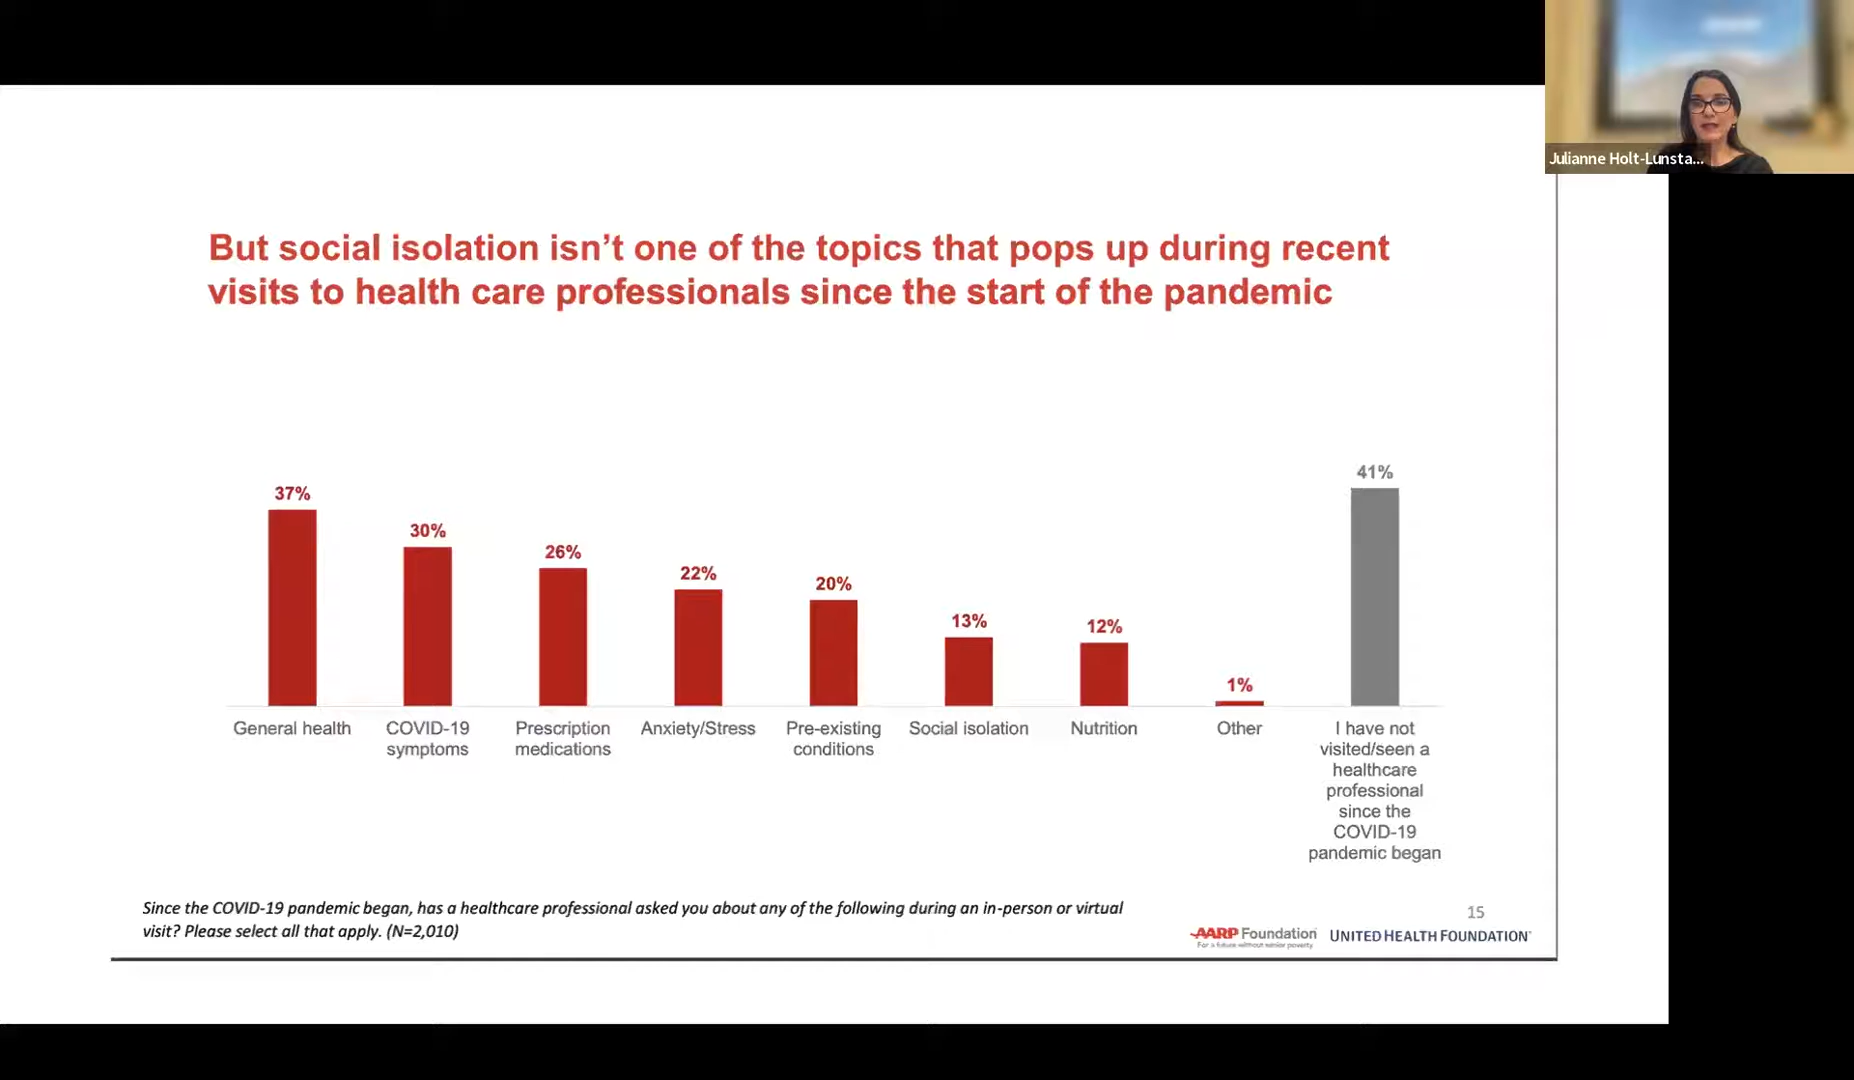 Julianne Holt-Lunsta...
But social isolation isn't one of the topics that pops up during recent
visits to health care professionals since the start of the pandemic
37%
30%
26%
22%
20%
13%
12%
1%
41%
General health
COVID-19
symptoms
Prescription
medications
Anxiety/Stress
Pre-existing
conditions
Social isolation
Nutrition
Other
I have not
visited/seen a
healthcare
professional
since the
COVID-19
pandemic began
Since the COVID-19 pandemic began, has a healthcare professional asked you about any of the following during an in-person or virtual
visit? Please select all that apply. (N=2,010)
15
AARP Foundation
For a future without senior poverty.
UNITED HEALTH FOUNDATION